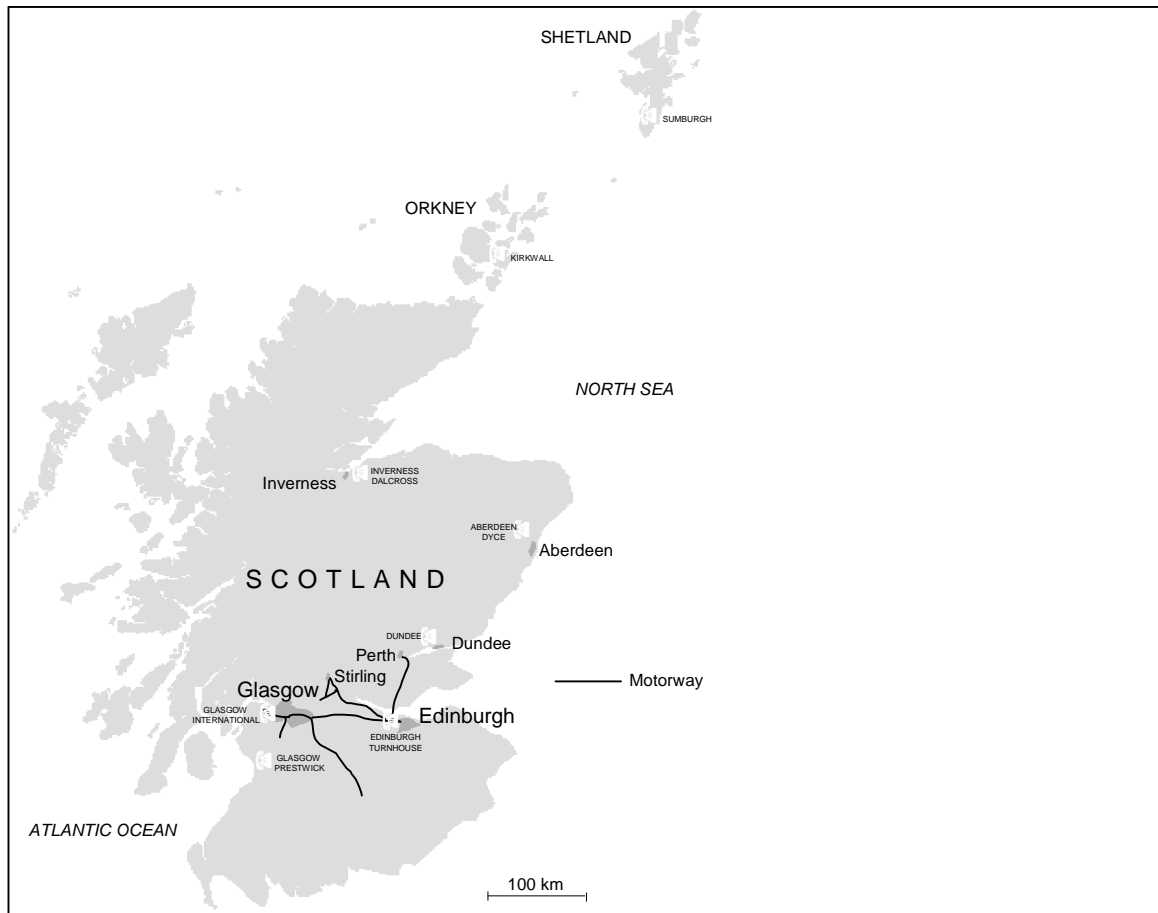 SHETLAND
SUMBURGH
ORKNEY
KIRKWALL
NORTH SEA
Inverness
INVERNESS
DALCROSS
ABERDEEN
DYCE
Aberdeen
SCOTLAND
DUNDEE
Dundee
Perth
Stirling
Motorway
Glasgow
GLASGOW
INTERNATIONAL
Edinburgh
EDINBURGH
TURNHOUSE
GLASGOW
PRESTWICK
ATLANTIC OCEAN
100 km